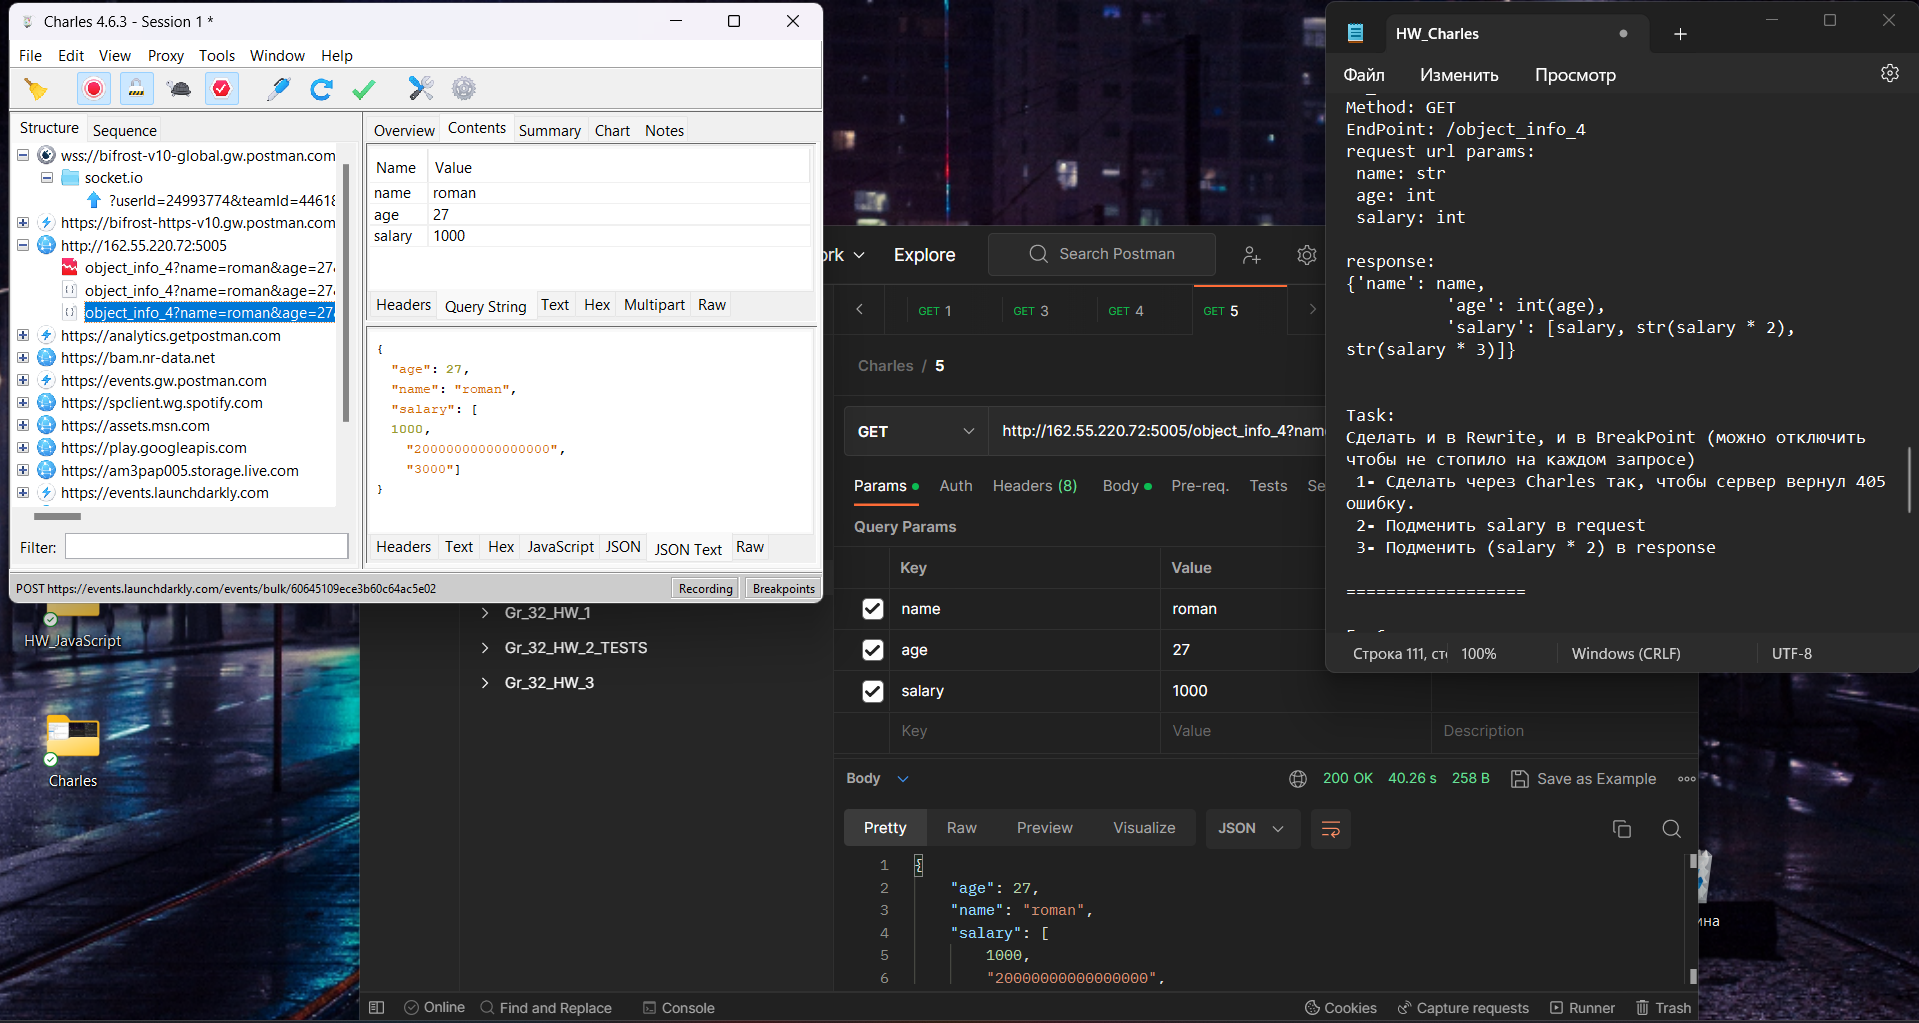 Charles 4.6.3 - Session 1 *
File Edit View Proxy Tools Window Help
Structure Sequence
wss://bifrost-v10-global.gw.postman.com
socket.io
?userId=24993774&teamId=44618
https://bifrost-https-v10.gw.postman.com
http://162.55.220.72:5005
object_info_4?name=roman&age=27
object_info_4?name=roman&age=27
object_info_4?name=roman&age=27
https://analytics.getpostman.com
https://bam.nr-data.net
https://events.gw.postman.com
https://spclient.wg.spotify.com
https://assets.msn.com
https://play.googleapis.com
https://am3pap005.storage.live.com
https://events.launchdarkly.com
Filter:
Overview Contents Summary Chart Notes
Name Value
name roman
age 27
salary 1000
Headers Query String Text Hex Multipart Raw
{
"age": 27,
"name": "roman",
"salary": [
1000,
"20000000000000000",
"3000"]
}
Headers Text Hex JavaScript JSON JSON Text Raw
POST https://events.launchdarkly.com/events/bulk/60645109ece3b60c64ac5e02
Recording Breakpoints
HW_JavaScript
Charles
Gr_32_HW_1
Gr_32_HW_2_TESTS
Gr_32_HW_3
rk Explore Search Postman
GET 1 GET 3 GET 4 GET 5
Charles / 5
GET http://162.55.220.72:5005/object_info_4?nam
Params Auth Headers (8) Body Pre-req. Tests Se
Query Params
Key Value
name roman
age 27
salary 1000
Key Value Description
Body 200 OK 40.26 s 258 B Save as Example
Pretty Raw Preview Visualize JSON
1 {
2 "age": 27,
3 "name": "roman",
4 "salary": [
5 1000,
6 "20000000000000000",
Online Find and Replace Console Cookies Capture requests Runner Trash
HW_Charles
Файл Изменить Просмотр
Method: GET
EndPoint: /object_info_4
request url params:
name: str
age: int
salary: int
response:
{'name': name,
'age': int(age),
'salary': [salary, str(salary * 2),
str(salary * 3)]}
Task:
Сделать и в Rewrite, и в BreakPoint (можно отключить
чтобы не стопило на каждом запросе)
1- Сделать через Charles так, чтобы сервер вернул 405
ошибку.
2- Подменить salary в request
3- Подменить (salary * 2) в response
==================
Строка 111, сто 100% Windows (CRLF) UTF-8
ина